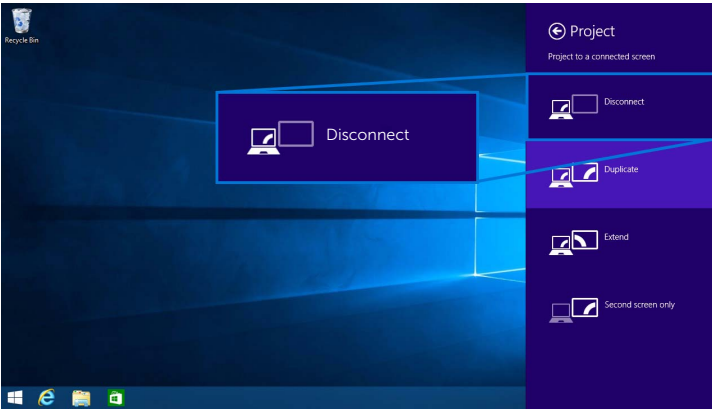 Recycle Bin
Project
Project to a connected screen
Disconnect
Disconnect
Duplicate
Extend
Second screen only